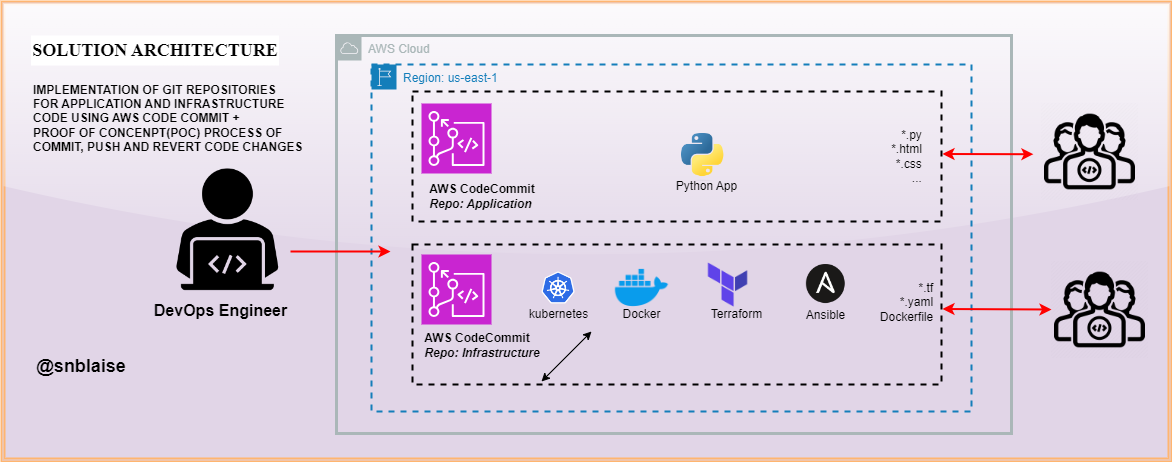 SOLUTION ARCHITECTURE
IMPLEMENTATION OF GIT REPOSITORIES
FOR APPLICATION AND INFRASTRUCTURE
CODE USING AWS CODE COMMIT +
PROOF OF CONCENPT(POC) PROCESS OF
COMMIT, PUSH AND REVERT CODE CHANGES
DevOps Engineer
@snblaise
AWS Cloud
Region: us-east-1
AWS CodeCommit
Repo: Application
Python App
*.py
*.html
*.css
...
AWS CodeCommit
Repo: Infrastructure
kubernetes
Docker
Terraform
Ansible
*.tf
*.yaml
Dockerfile